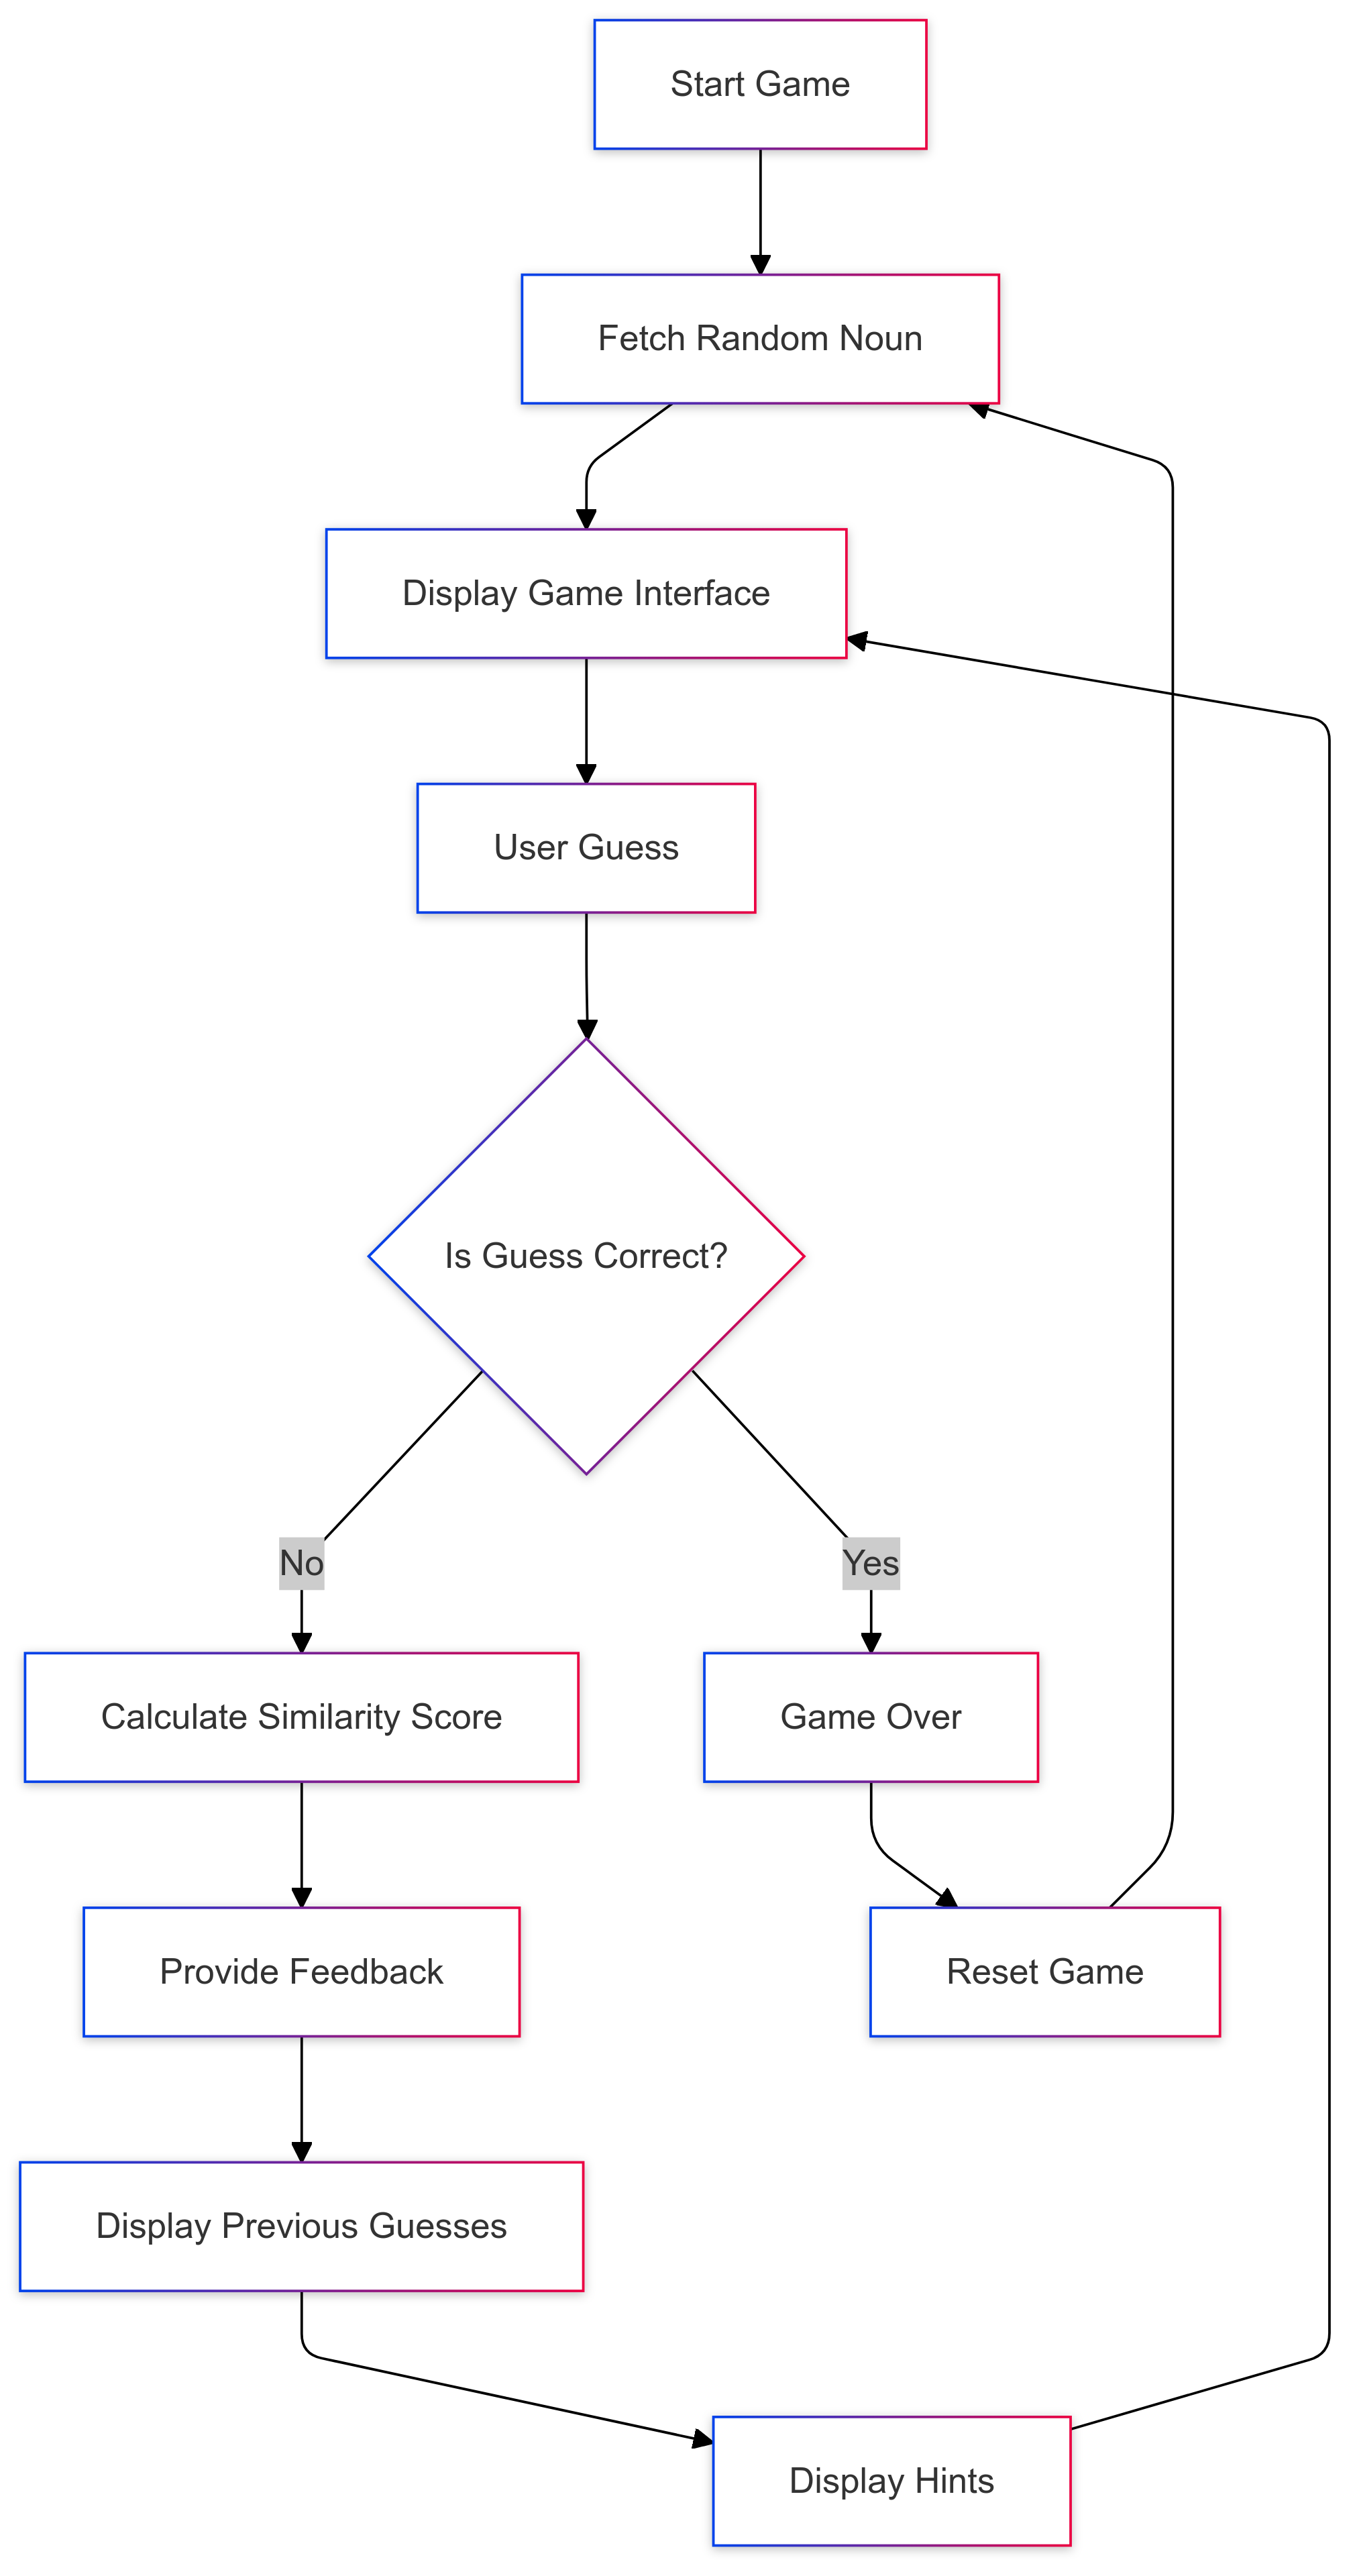 Start Game
Fetch Random Noun
Display Game Interface
User Guess
Is Guess Correct?
No
Yes
Calculate Similarity Score
Game Over
Provide Feedback
Reset Game
Display Previous Guesses
Display Hints